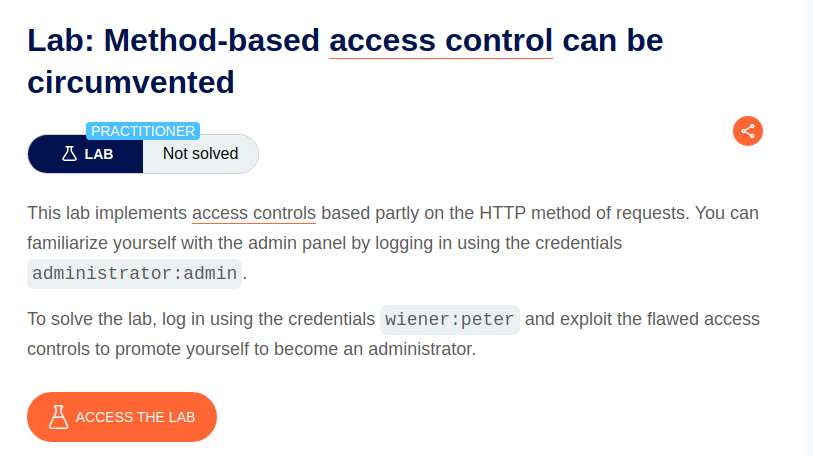 Lab: Method-based access control can be
circumvented
PRACTITIONER
LAB Not solved
This lab implements access controls based partly on the HTTP method of requests. You can
familiarize yourself with the admin panel by logging in using the credentials
administrator:admin.
To solve the lab, log in using the credentials wiener:peter and exploit the flawed access
controls to promote yourself to become an administrator.
ACCESS THE LAB